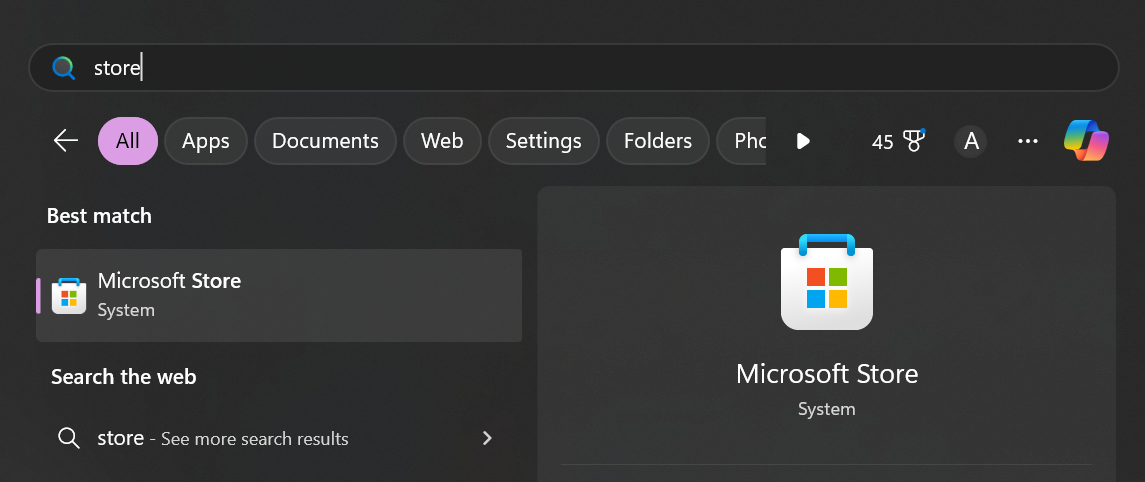 store
All Apps Documents Web Settings Folders Pho 45 A ...
Best match
Microsoft Store
System
Search the web
store - See more search results
Microsoft Store
System